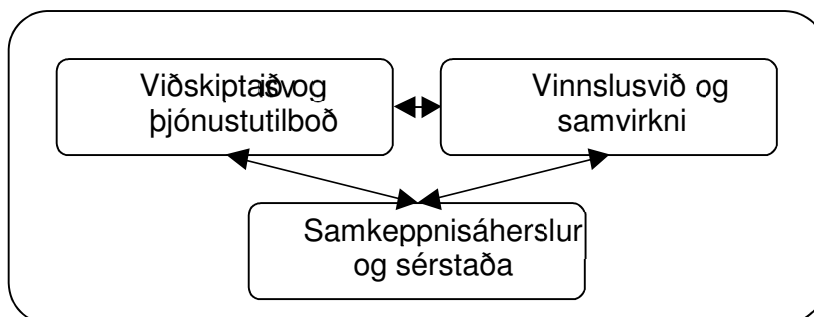 Viðskiptasvið og
þjónustutilboð
Vinnslusvið og
samvirkni
Samkeppnisáherslur
og sérstaða